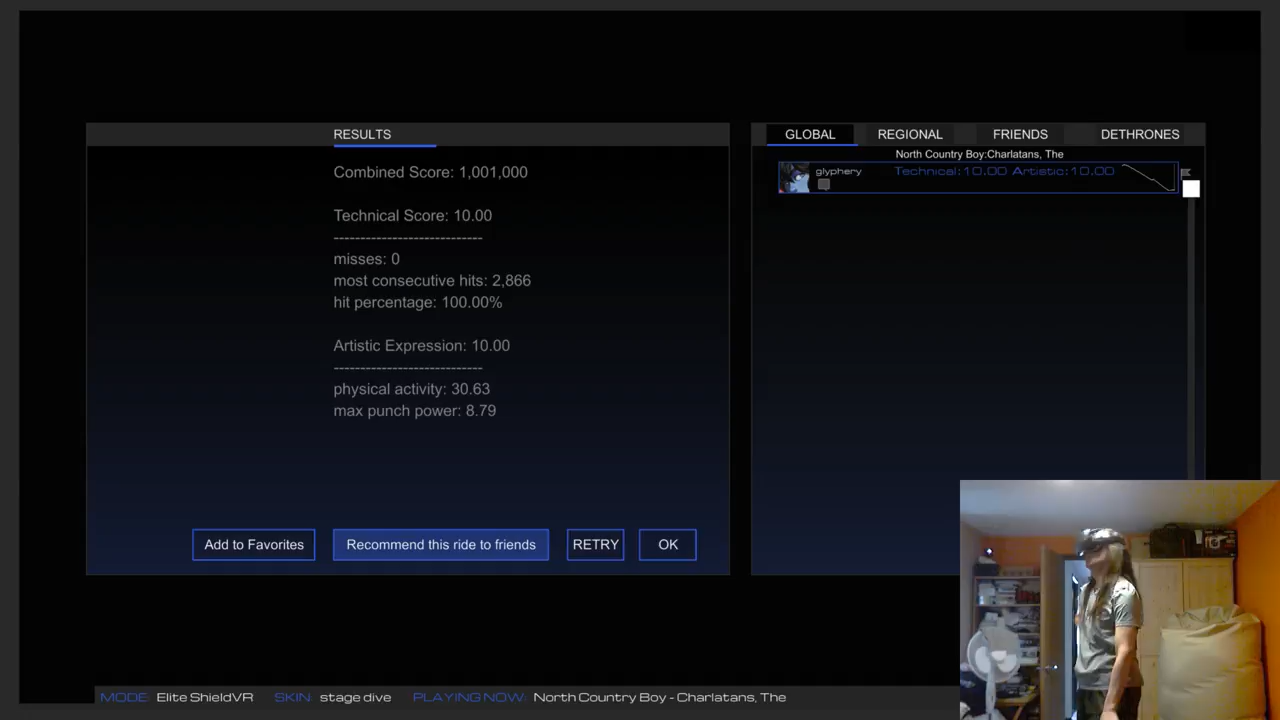 RESULTS
Combined Score: 1,001,000
Technical Score: 10.00
----------------------------
misses: 0
most consecutive hits: 2,866
hit percentage: 100.00%
Artistic Expression: 10.00
----------------------------
physical activity: 30.63
max punch power: 8.79
Add to Favorites
Recommend this ride to friends
RETRY
OK
GLOBAL REGIONAL FRIENDS DETHRONES
North Country Boy:Charlatans, The
glyphery Technical:10.00 Artistic:10.00
MODE: Elite ShieldVR SKIN: stage dive PLAYING NOW: North Country Boy - Charlatans, The